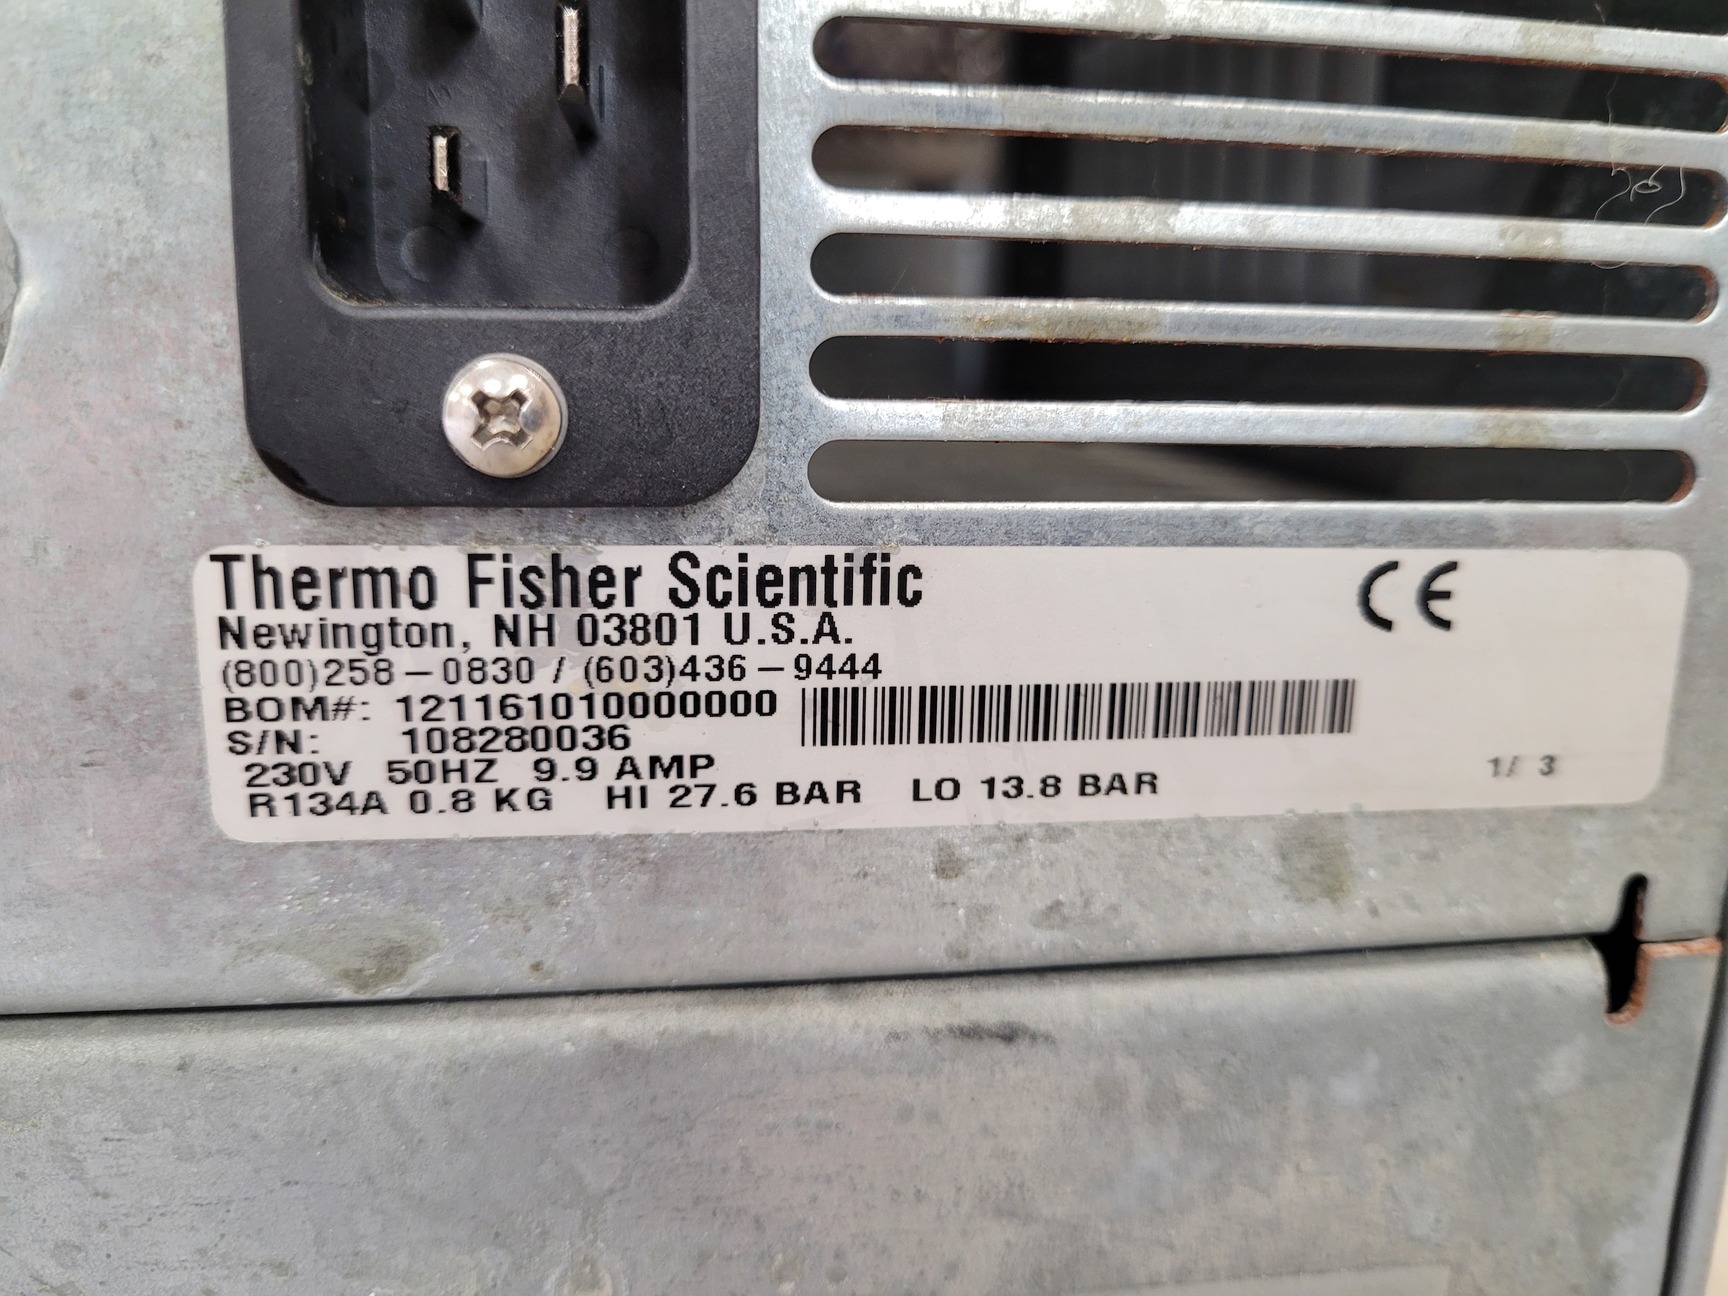 Thermo Fisher Scientific
CE
Newington, NH 03801 U.S.A.
(800)258-0830 / (603)436-9444
BOM#: 121161010000000
S/N: 108280036
230V 50HZ 9.9 AMP
1/ 3
R134A 0.8 KG HI 27.6 BAR LO 13.8 BAR